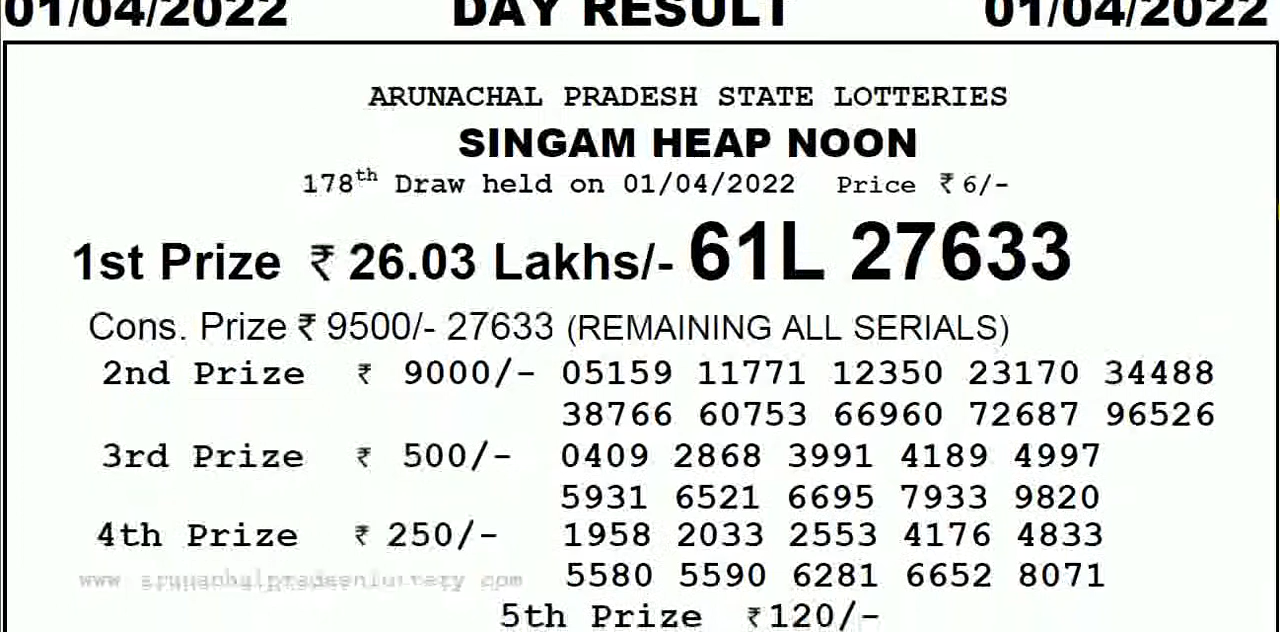 01/04/2022 DAY RESULT 01/04/2022
ARUNACHAL PRADESH STATE LOTTERIES
SINGAM HEAP NOON
178th Draw held on 01/04/2022 Price ₹ 6/-
1st Prize ₹ 26.03 Lakhs/- 61L 27633
Cons. Prize ₹ 9500/- 27633 (REMAINING ALL SERIALS)
2nd Prize ₹ 9000/- 05159 11771 12350 23170 34488
38766 60753 66960 72687 96526
3rd Prize ₹ 500/- 0409 2868 3991 4189 4997
5931 6521 6695 7933 9820
4th Prize ₹ 250/- 1958 2033 2553 4176 4833
www com 5580 5590 6281 6652 8071
5th Prize ₹120/-